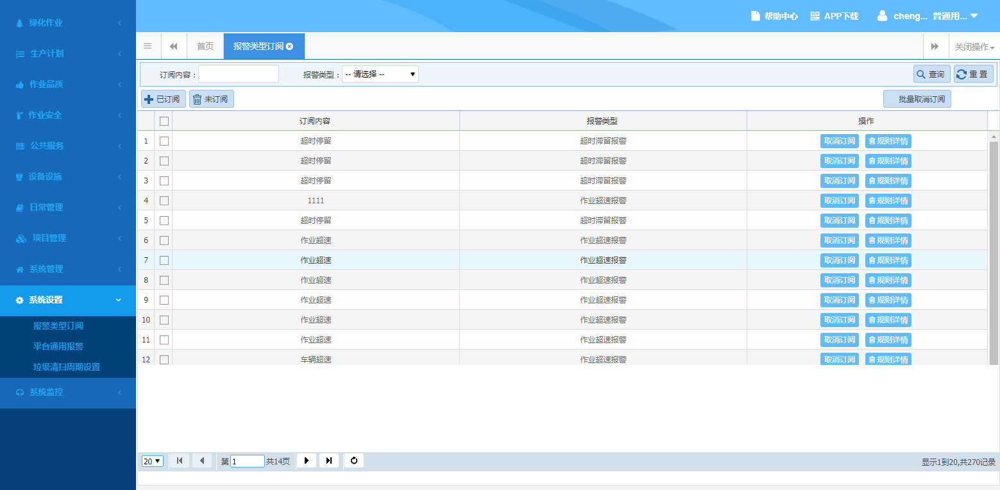 帮助中心 APP下载 cheng... 普通用...
绿化作业
生产计划
作业品质
作业安全
公共服务
设备设施
日常管理
项目管理
系统管理
系统设置
报警类型订阅
平台通用报警
垃圾清扫周期设置
系统监控
首页 报警类型订阅 关闭操作
订阅内容： 报警类型： -- 请选择 -- 查询 重 置
已订阅 未订阅 批量取消订阅
订阅内容 报警类型 操作
1 超时停留 超时滞留报警 取消订阅 规则详情
2 超时停留 超时滞留报警 取消订阅 规则详情
3 超时停留 超时滞留报警 取消订阅 规则详情
4 1111 作业超速报警 取消订阅 规则详情
5 超时停留 超时滞留报警 取消订阅 规则详情
6 作业超速 作业超速报警 取消订阅 规则详情
7 作业超速 作业超速报警 取消订阅 规则详情
8 作业超速 作业超速报警 取消订阅 规则详情
9 作业超速 作业超速报警 取消订阅 规则详情
10 作业超速 作业超速报警 取消订阅 规则详情
11 作业超速 作业超速报警 取消订阅 规则详情
12 车辆超速 作业超速报警 取消订阅 规则详情
20 第 1 共14页 显示1到20,共270记录